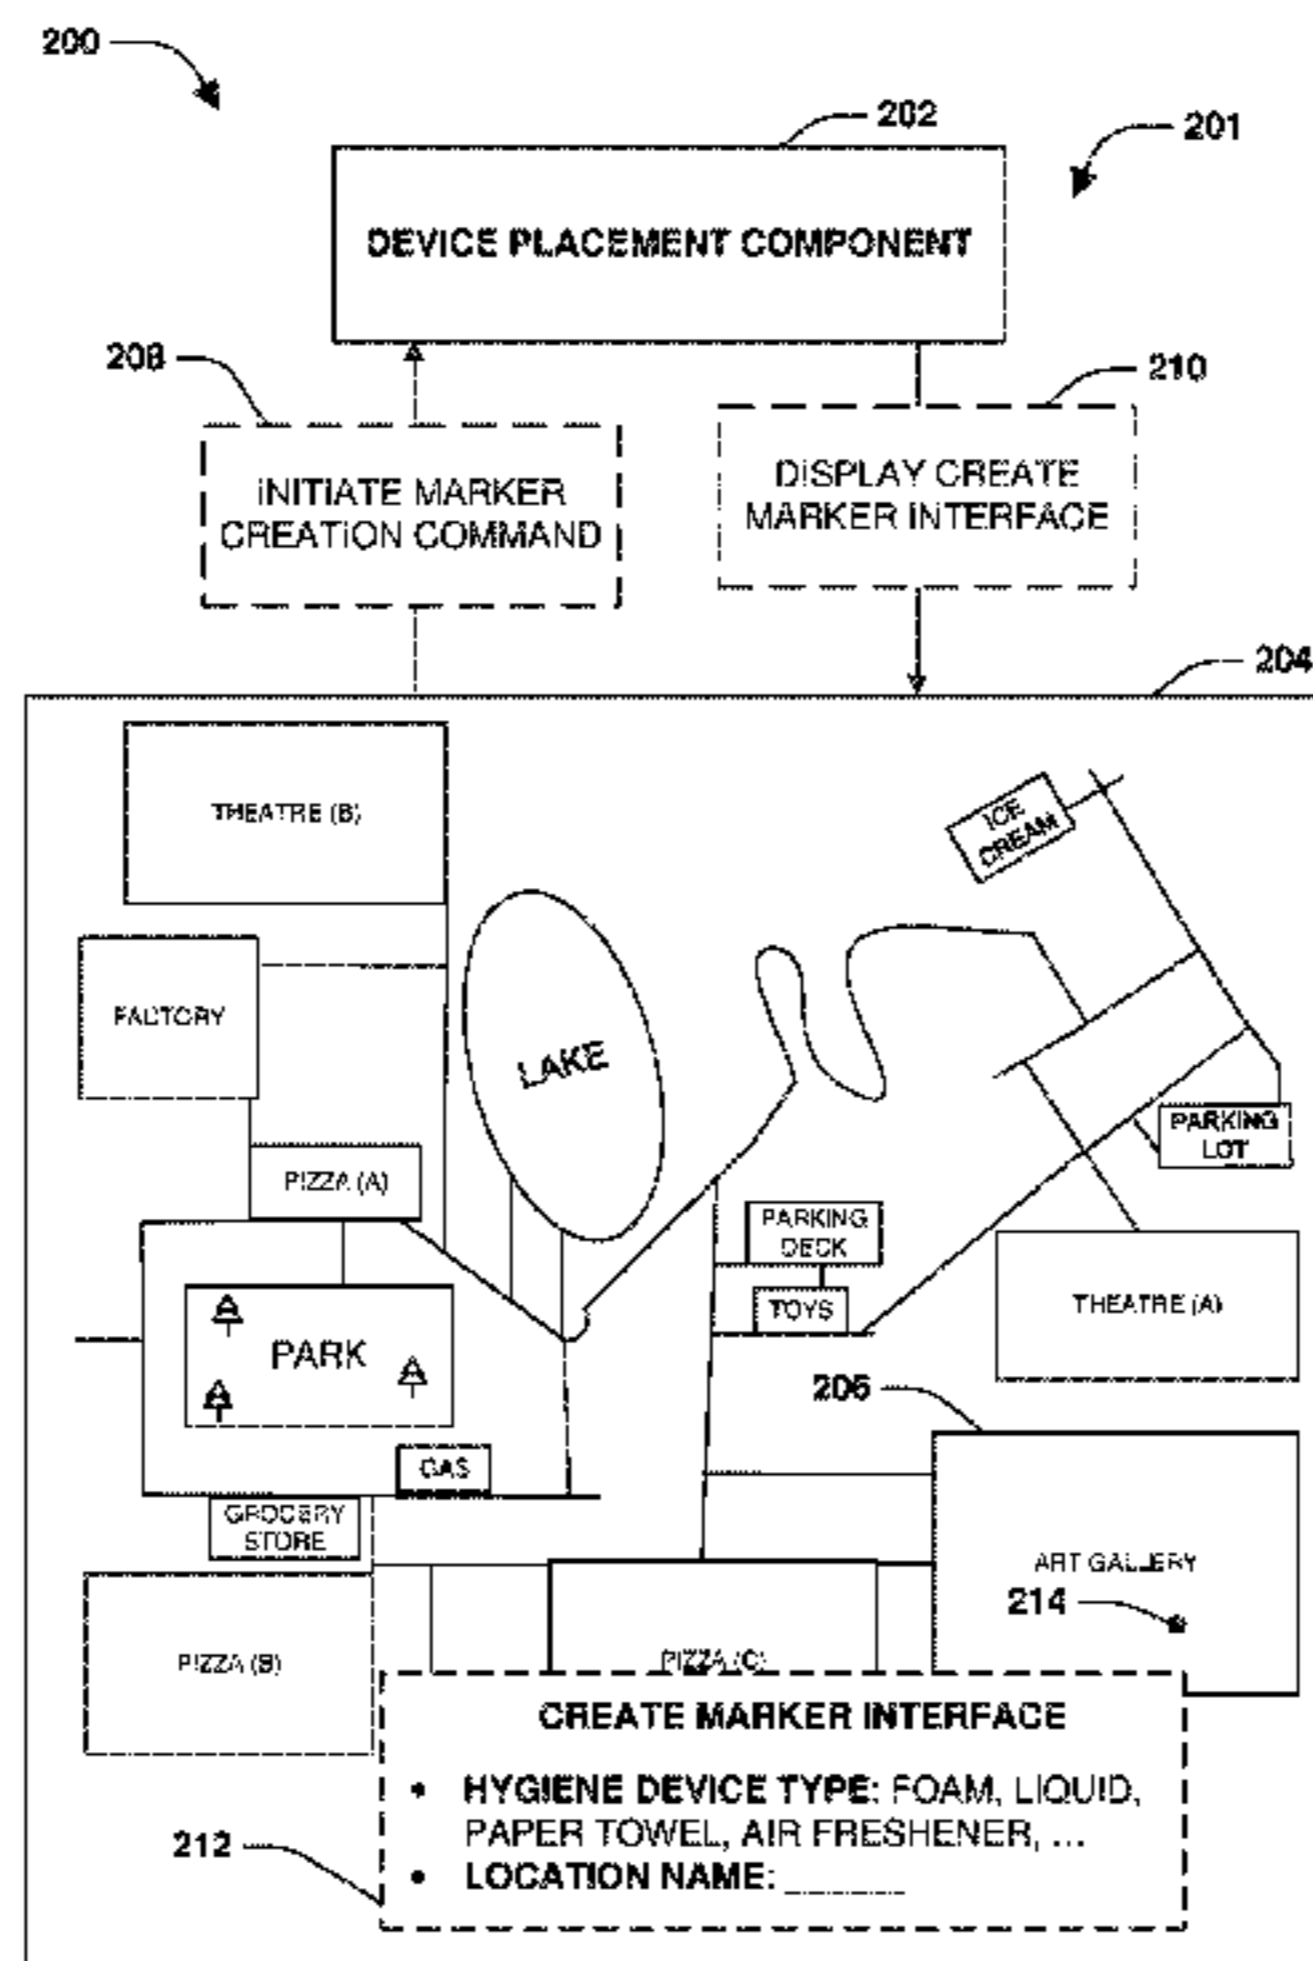 200
202
201
DEVICE PLACEMENT COMPONENT
208
210
INITIATE MARKER
CREATION COMMAND
DISPLAY CREATE
MARKER INTERFACE
204
THEATRE (B)
ICE
CREAM
FACTORY
LAKE
PARKING
LOT
PIZZA (A)
PARKING
DECK
TOYS
THEATRE (A)
PARK
206
GAS
GROCERY
STORE
ART GALLERY
214
PIZZA (B)
PIZZA (C)
CREATE MARKER INTERFACE
• HYGIENE DEVICE TYPE: FOAM, LIQUID,
PAPER TOWEL, AIR FRESHENER, ...
212
• LOCATION NAME: _______